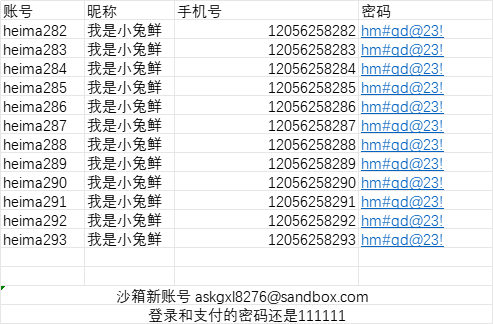 账号 昵称 手机号 密码
heima282 我是小兔鲜 12056258282 hm#qd@23!
heima283 我是小兔鲜 12056258283 hm#qd@23!
heima284 我是小兔鲜 12056258284 hm#qd@23!
heima285 我是小兔鲜 12056258285 hm#qd@23!
heima286 我是小兔鲜 12056258286 hm#qd@23!
heima287 我是小兔鲜 12056258287 hm#qd@23!
heima288 我是小兔鲜 12056258288 hm#qd@23!
heima289 我是小兔鲜 12056258289 hm#qd@23!
heima290 我是小兔鲜 12056258290 hm#qd@23!
heima291 我是小兔鲜 12056258291 hm#qd@23!
heima292 我是小兔鲜 12056258292 hm#qd@23!
heima293 我是小兔鲜 12056258293 hm#qd@23!
沙箱新账号 askgxl8276@sandbox.com
登录和支付的密码还是111111